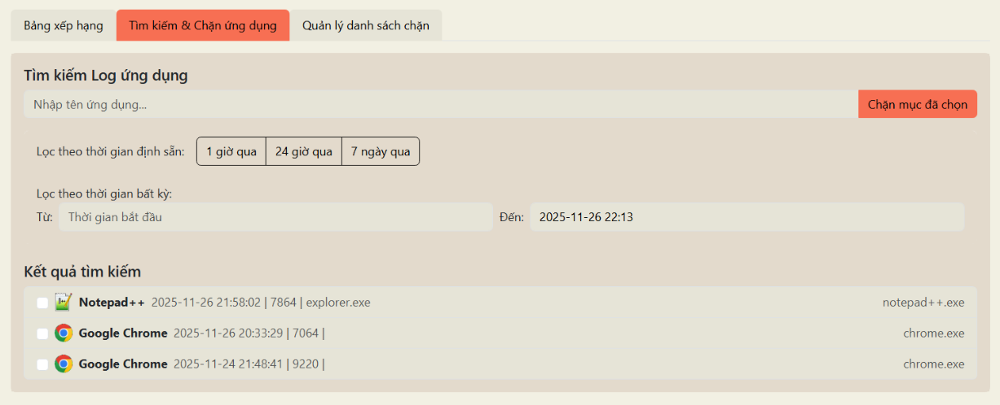 Bảng xếp hạng Tìm kiếm & Chặn ứng dụng Quản lý danh sách chặn
Tìm kiếm Log ứng dụng
Nhập tên ứng dụng... Chặn mục đã chọn
Lọc theo thời gian định sẵn: 1 giờ qua 24 giờ qua 7 ngày qua
Lọc theo thời gian bất kỳ:
Từ: Thời gian bắt đầu Đến: 2025-11-26 22:13
Kết quả tìm kiếm
Notepad++ 2025-11-26 21:58:02 | 7864 | explorer.exe notepad++.exe
Google Chrome 2025-11-26 20:33:29 | 7064 | chrome.exe
Google Chrome 2025-11-24 21:48:41 | 9220 | chrome.exe